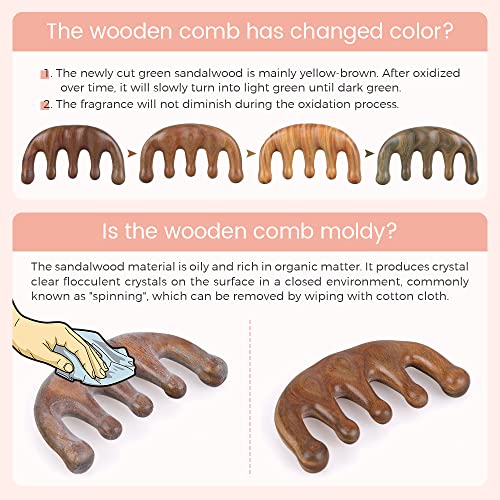 The wooden comb has changed color?
1. The newly cut green sandalwood is mainly yellow-brown. After oxidized
over time, it will slowly turn into light green until dark green.
2. The fragrance will not diminish during the oxidation process.
Is the wooden comb moldy?
The sandalwood material is oily and rich in organic matter. It produces crystal
clear flocculent crystals on the surface in a closed environment, commonly
known as "spinning", which can be removed by wiping with cotton cloth.